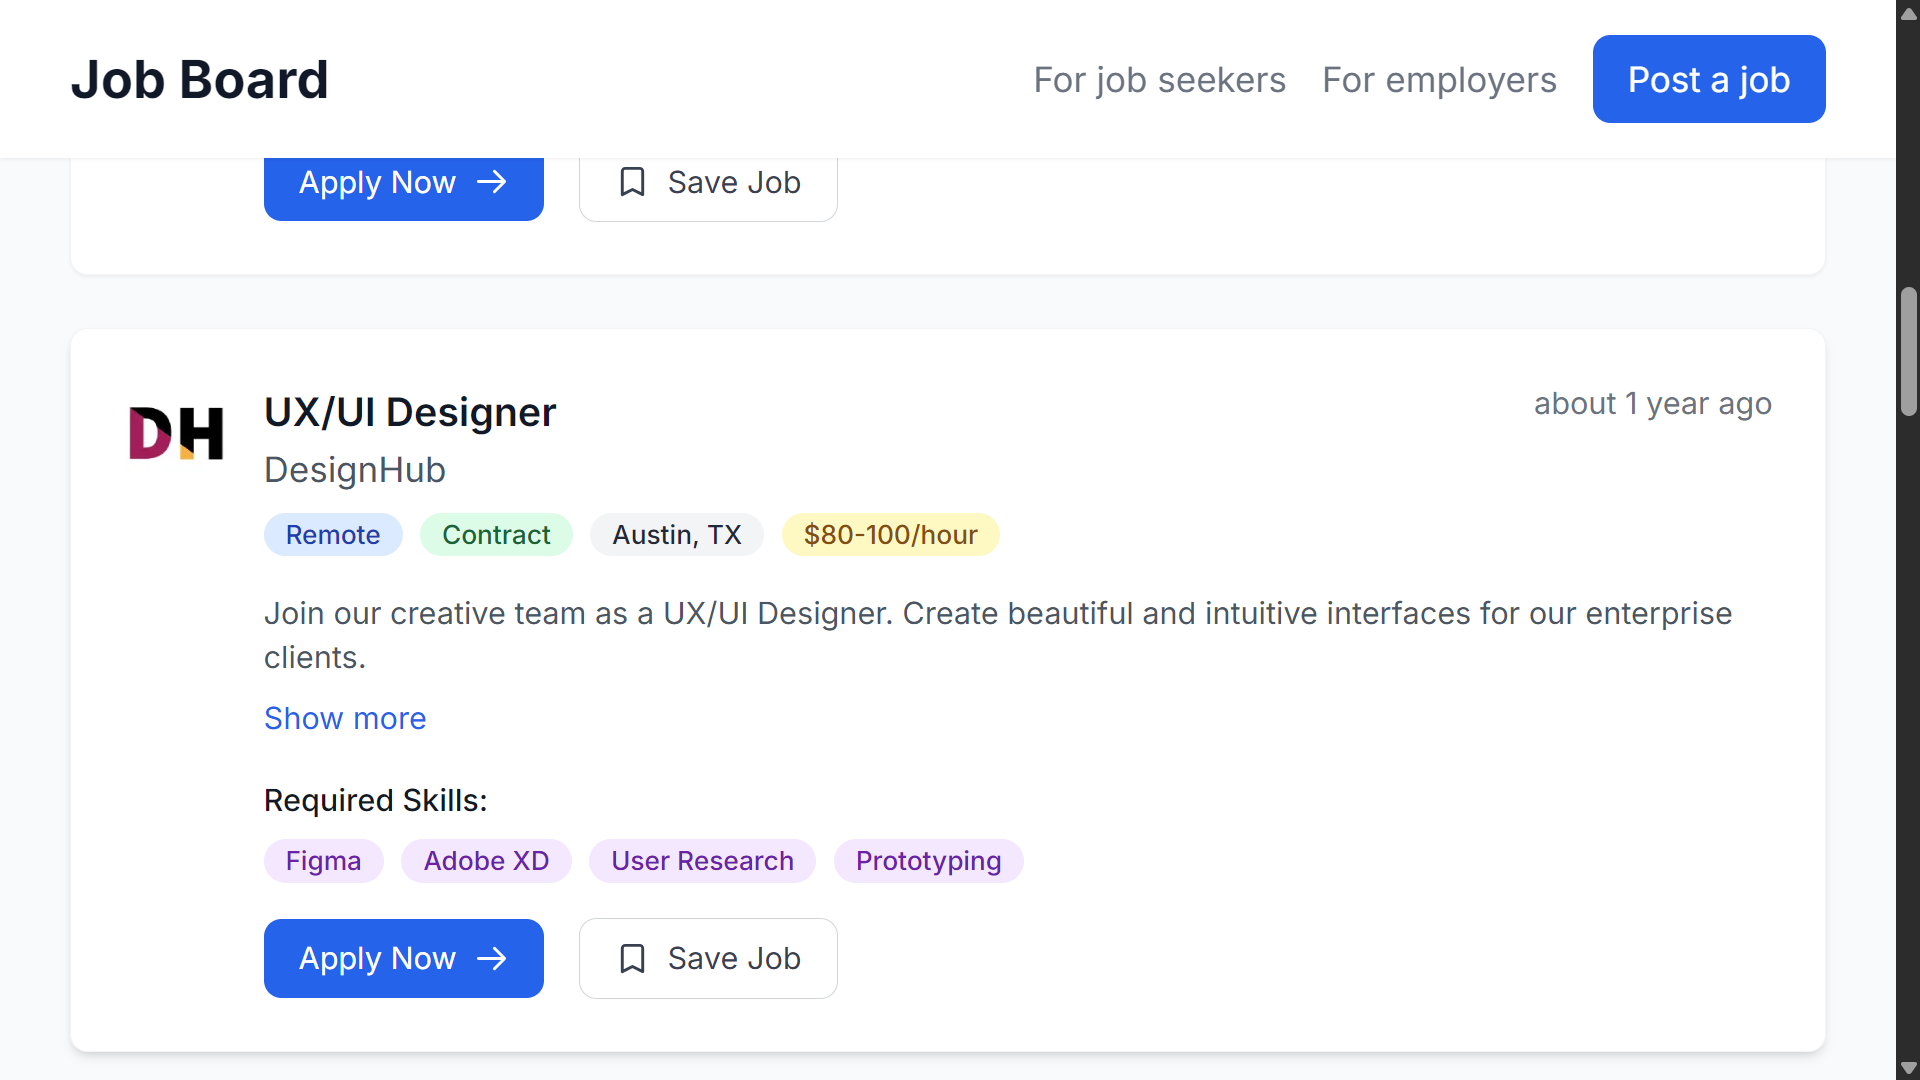 Job Board
For job seekers
For employers
Post a job
Apply Now
Save Job
DH
UX/UI Designer
about 1 year ago
DesignHub
Remote
Contract
Austin, TX
$80-100/hour
Join our creative team as a UX/UI Designer. Create beautiful and intuitive interfaces for our enterprise
clients.
Show more
Required Skills:
Figma
Adobe XD
User Research
Prototyping
Apply Now
Save Job